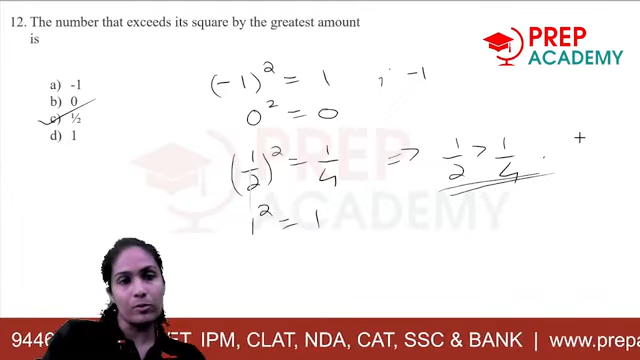 12. The number that exceeds its square by the greatest amount
is
a) -1
b) 0
c) ½
d) 1
(-1)² = 1 -1
0² = 0
(1/2)² = 1/4 => 1/2 > 1/4 . +
1² = 1
PREP
ACADEMY
PREP
ACADEMY
9446 ET, IPM, CLAT, NDA, CAT, SSC & BANK | www.prepa